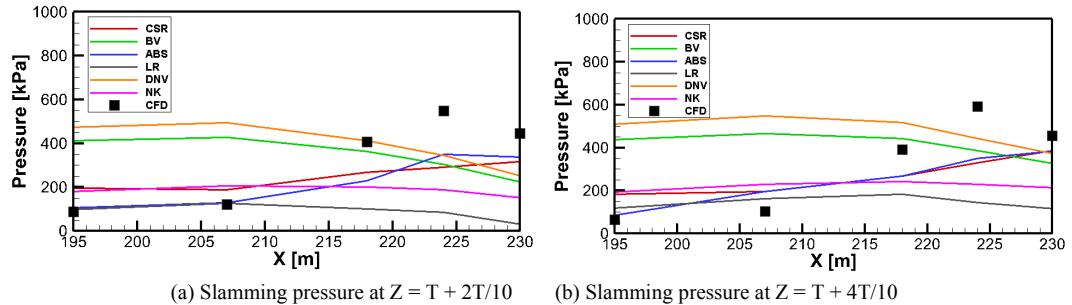 1000
800
600
400
200
0
Pressure [kPa]
CSR
BV
ABS
LR
DNV
NK
CFD
195 200 205 210 215 220 225 230
X [m]
(a) Slamming pressure at Z = T + 2T/10
1000
800
600
400
200
0
Pressure [kPa]
CSR
BV
ABS
LR
DNV
NK
CFD
195 200 205 210 215 220 225 230
X [m]
(b) Slamming pressure at Z = T + 4T/10